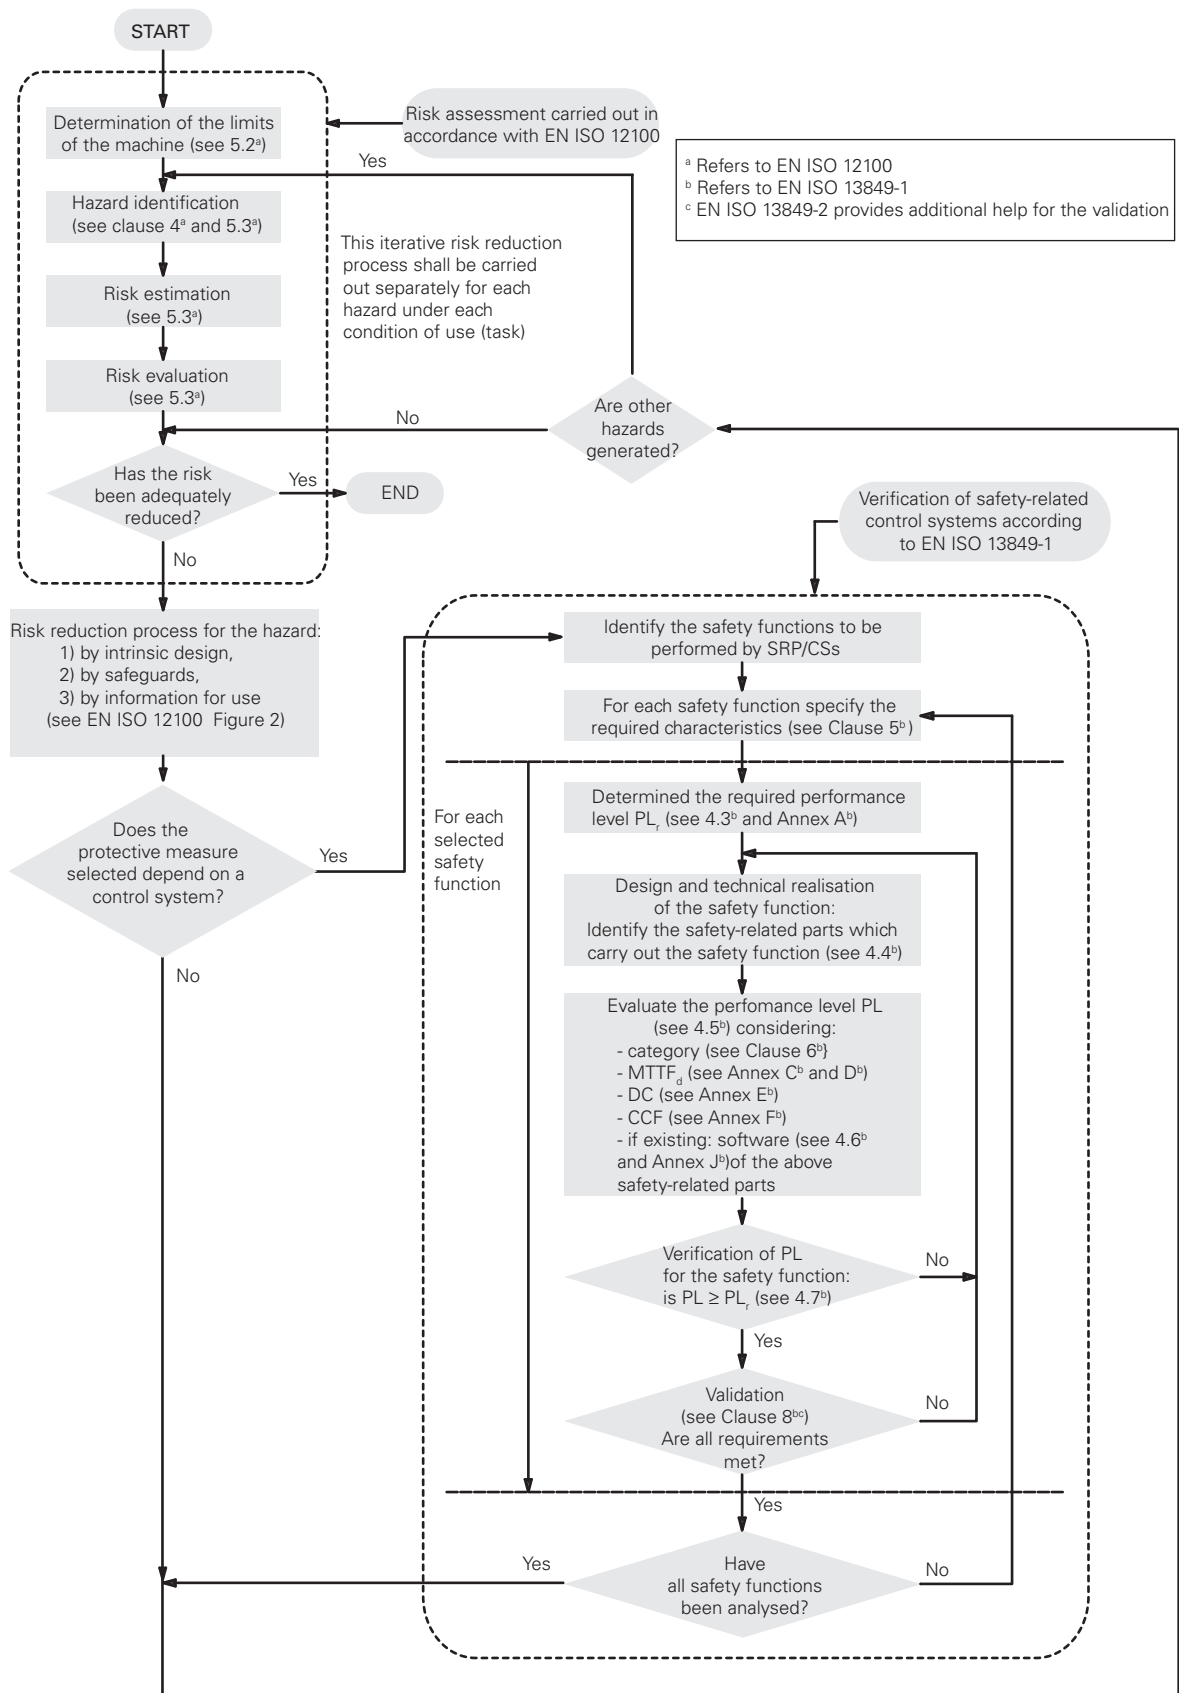 START
Determination of the limits
of the machine (see 5.2ᵃ)
Risk assessment carried out in
accordance with EN ISO 12100
Yes
ᵃ Refers to EN ISO 12100
ᵇ Refers to EN ISO 13849-1
ᶜ EN ISO 13849-2 provides additional help for the validation
Hazard identification
(see clause 4ᵃ and 5.3ᵃ)
This iterative risk reduction
process shall be carried
out separately for each
hazard under each
condition of use (task)
Risk estimation
(see 5.3ᵃ)
Risk evaluation
(see 5.3ᵃ)
No
Are other
hazards
generated?
Has the risk
been adequately
reduced?
Yes
END
No
Verification of safety-related
control systems according
to EN ISO 13849-1
Risk reduction process for the hazard:
1) by intrinsic design,
2) by safeguards,
3) by information for use
(see EN ISO 12100 Figure 2)
Identify the safety functions to be
performed by SRP/CSs
For each safety function specify the
required characteristics (see Clause 5ᵇ)
Does the
protective measure
selected depend on a
control system?
Yes
No
For each
selected
safety
function
Determined the required performance
level PLᵣ (see 4.3ᵇ and Annex Aᵇ)
Design and technical realisation
of the safety function:
Identify the safety-related parts which
carry out the safety function (see 4.4ᵇ)
Evaluate the perfomance level PL
(see 4.5ᵇ) considering:
- category (see Clause 6ᵇ}
- MTTF_d (see Annex Cᵇ and Dᵇ)
- DC (see Annex Eᵇ)
- CCF (see Annex Fᵇ)
- if existing: software (see 4.6ᵇ
and Annex Jᵇ)of the above
safety-related parts
Verification of PL
for the safety function:
is PL ≥ PLᵣ (see 4.7ᵇ)
No
Yes
Validation
(see Clause 8ᵇᶜ)
Are all requirements
met?
No
Yes
Have
all safety functions
been analysed?
Yes
No